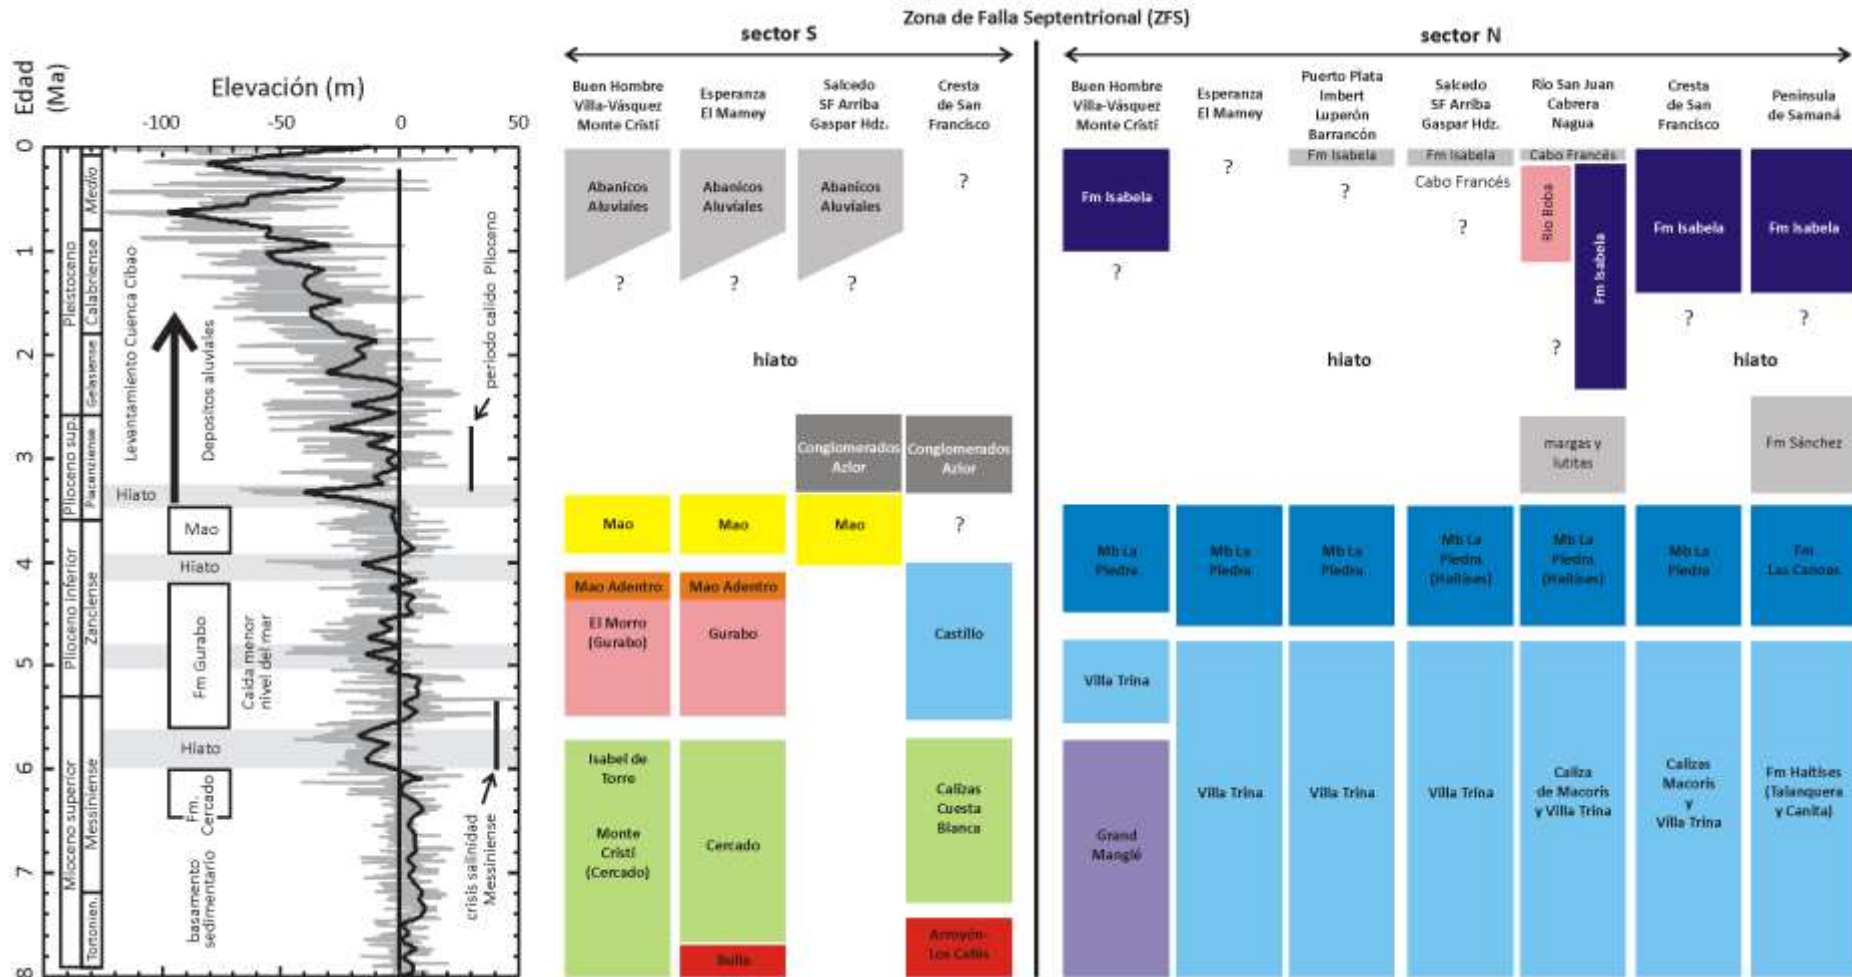 Zona de Falla Septentrional (ZFS)
sector S
sector N
Edad
(Ma)
Elevación (m)
-100
-50
0
50
Buen Hombre
Villa-Vásquez
Monte Cristí
Esperanza
El Mamey
Salcedo
SF Arriba
Gaspar Hdz.
Cresta
de San
Francisco
Buen Hombre
Villa-Vásquez
Monte Cristí
Esperanza
El Mamey
Puerto Plata
Imbert
Luperón
Barrancón
Salcedo
SF Arriba
Gaspar Hdz.
Río San Juan
Cabrera
Nagua
Cresta
de San
Francisco
Península
de Samaná
0
1
2
3
4
5
6
7
8
Pleistoceno
Plioceno sup.
Plioceno inferior
Mioceno superior
Medio
Calabriense
Gelasiense
Piacenziense
Zancliense
Messiniense
Tortonien.
Levantamiento Cuenca Cibao
Depositos aluviales
periodo calido Plioceno
Hiato
Mao
Hiato
Fm Gurabo
Caida menor
nivel del mar
Hiato
Fm.
Cercado
basamento
sedimentario
crisis salinidad
Messiniense
Abanicos
Aluviales
?
Abanicos
Aluviales
?
Abanicos
Aluviales
?
?
hiato
Conglomerados
Azlor
Conglomerados
Azlor
Mao
Mao
Mao
?
Mao Adentro
Mao Adentro
El Morro
(Gurabo)
Gurabo
Castillo
Isabel de
Torre
Monte
Cristi
(Cercado)
Cercado
Calizas
Cuesta
Blanca
Bulla
Arroyón-
Los Cafés
Fm Isabela
?
?
Fm Isabela
?
Fm Isabela
Cabo Francés
?
Cabo Francés
Rio Boba
Fm Isabela
?
Fm Isabela
?
Fm Isabela
?
hiato
hiato
margas y
lutitas
Fm Sánchez
Mb La
Piedra
Mb La
Piedra
Mb La
Piedra
Mb La
Piedra
(Haitises)
Mb La
Piedra
(Haitises)
Mb La
Piedra
Fm
Las Canoas
Villa Trina
Grand
Manglé
Villa Trina
Villa Trina
Villa Trina
Caliza
de Macorís
y Villa Trina
Calizas
Macorís
y
Villa Trina
Fm Haitises
(Talanquera
y Canita)